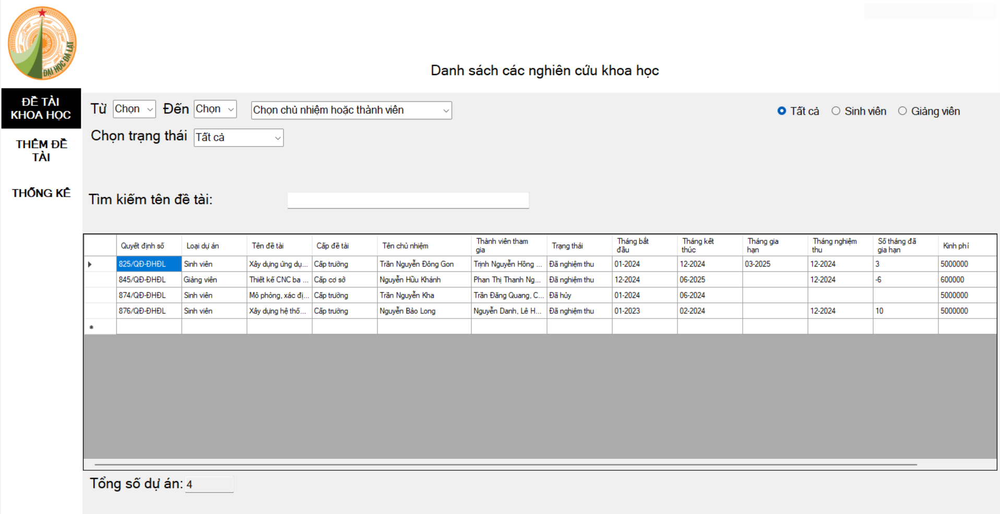 ĐẠI HỌC ĐÀ LẠT
Danh sách các nghiên cứu khoa học
ĐỀ TÀI
KHOA HỌC
THÊM ĐỀ
TÀI
THỐNG KÊ
Từ Chọn Đến Chọn Chọn chủ nhiệm hoặc thành viên Tất cả Sinh viên Giảng viên
Chọn trạng thái Tất cả
Tìm kiếm tên đề tài:
Quyết định số Loại dự án Tên đề tài Cấp đề tài Tên chủ nhiệm Thành viên tham gia Trạng thái Tháng bắt đầu Tháng kết thúc Tháng gia hạn Tháng nghiệm thu Số tháng đã gia hạn Kinh phí
825/QĐ-ĐHĐL Sinh viên Xây dựng ứng dụ... Cấp trường Trần Nguyễn Đông Gon Trịnh Nguyễn Hồng ... Đã nghiệm thu 01-2024 12-2024 03-2025 12-2024 3 5000000
845/QĐ-ĐHĐL Giảng viên Thiết kế CNC ba ... Cấp cơ sở Nguyễn Hữu Khánh Phan Thị Thanh Ng... Đã nghiệm thu 12-2024 06-2025 12-2024 -6 600000
874/QĐ-ĐHĐL Sinh viên Mô phỏng, xác đị... Cấp trường Trần Nguyễn Kha Trần Đăng Quang, C... Đã hủy 01-2024 06-2024 5000000
876/QĐ-ĐHĐL Sinh viên Xây dựng hệ thố... Cấp trường Nguyễn Bảo Long Nguyễn Danh, Lê H... Đã nghiệm thu 01-2023 02-2024 12-2024 10 5000000
Tổng số dự án: 4